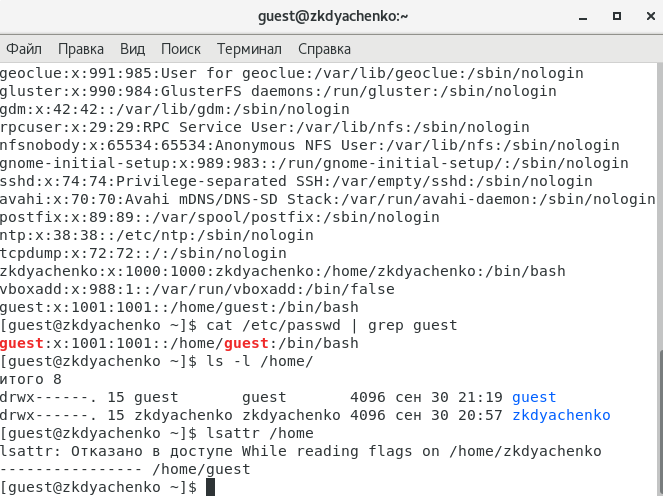 guest@zkdyachenko:~
Файл Правка Вид Поиск Терминал Справка
geoclue:x:991:985:User for geoclue:/var/lib/geoclue:/sbin/nologin
gluster:x:990:984:GlusterFS daemons:/run/gluster:/sbin/nologin
gdm:x:42:42::/var/lib/gdm:/sbin/nologin
rpcuser:x:29:29:RPC Service User:/var/lib/nfs:/sbin/nologin
nfsnobody:x:65534:65534:Anonymous NFS User:/var/lib/nfs:/sbin/nologin
gnome-initial-setup:x:989:983::/run/gnome-initial-setup/:/sbin/nologin
sshd:x:74:74:Privilege-separated SSH:/var/empty/sshd:/sbin/nologin
avahi:x:70:70:Avahi mDNS/DNS-SD Stack:/var/run/avahi-daemon:/sbin/nologin
postfix:x:89:89::/var/spool/postfix:/sbin/nologin
ntp:x:38:38::/etc/ntp:/sbin/nologin
tcpdump:x:72:72::/:/sbin/nologin
zkdyachenko:x:1000:1000:zkdyachenko:/home/zkdyachenko:/bin/bash
vboxadd:x:988:1::/var/run/vboxadd:/bin/false
guest:x:1001:1001::/home/guest:/bin/bash
[guest@zkdyachenko ~]$ cat /etc/passwd | grep guest
guest:x:1001:1001::/home/guest:/bin/bash
[guest@zkdyachenko ~]$ ls -l /home/
итого 8
drwx------. 15 guest       guest       4096 сен 30 21:19 guest
drwx------. 15 zkdyachenko zkdyachenko 4096 сен 30 20:57 zkdyachenko
[guest@zkdyachenko ~]$ lsattr /home
lsattr: Отказано в доступе While reading flags on /home/zkdyachenko
---------------- /home/guest
[guest@zkdyachenko ~]$